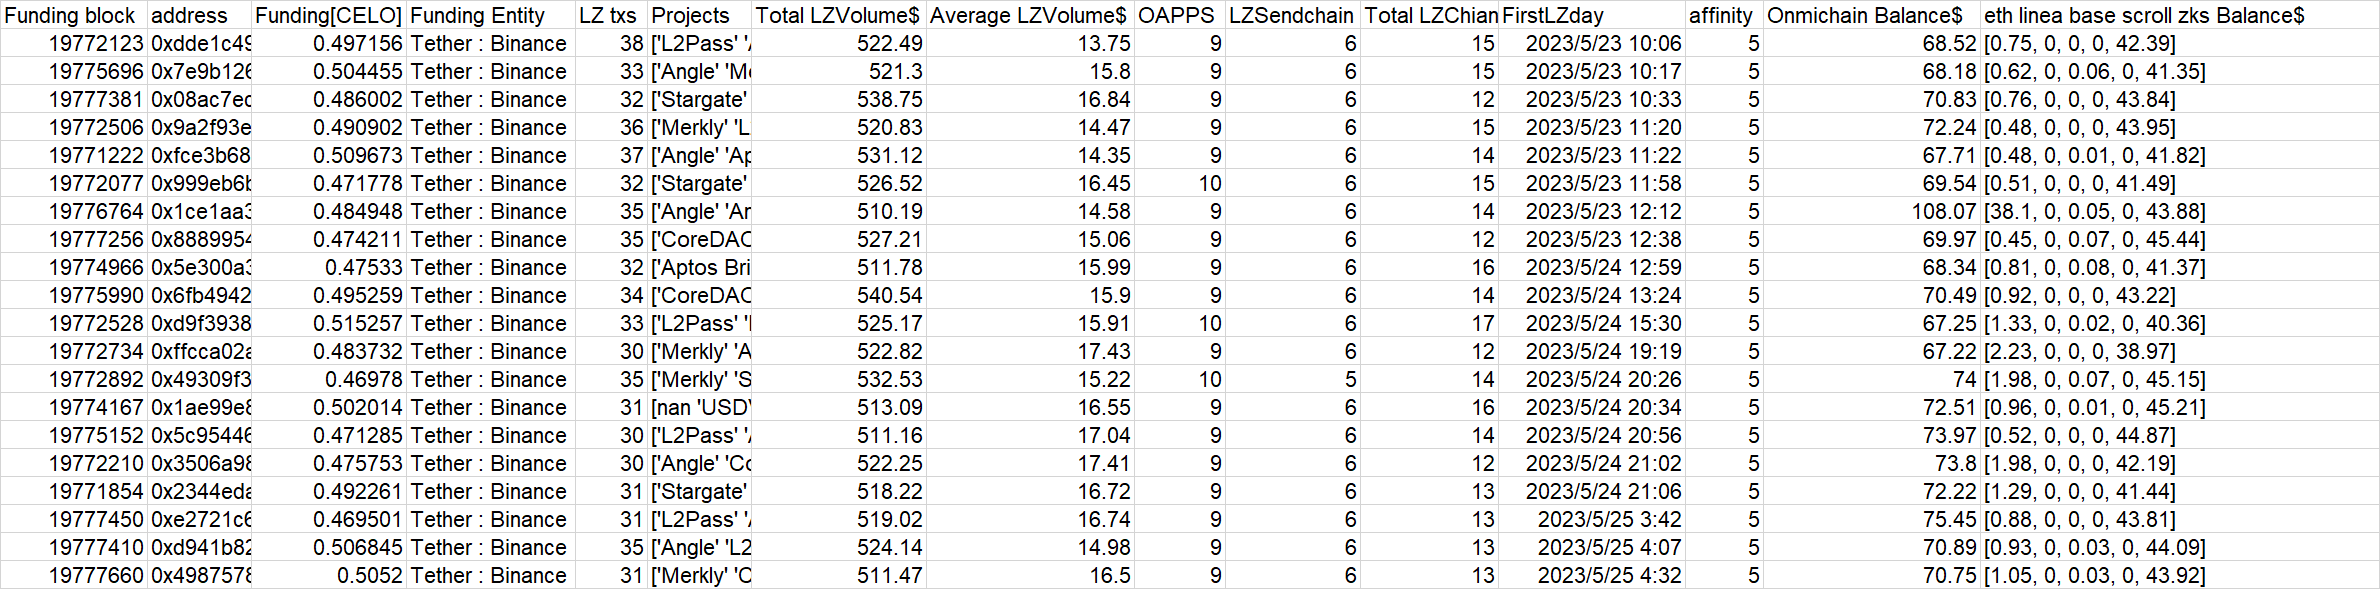 Funding block address Funding[CELO] Funding Entity LZ txs Projects Total LZVolume$ Average LZVolume$ OAPPS LZSendchain Total LZChian FirstLZday affinity Onmichain Balance$ eth linea base scroll zks Balance$
19772123 0xdde1c49 0.497156 Tether : Binance 38 ['L2Pass' 'A 522.49 13.75 9 6 15 2023/5/23 10:06 5 68.52 [0.75, 0, 0, 0, 42.39]
19775696 0x7e9b126 0.504455 Tether : Binance 33 ['Angle' 'Me 521.3 15.8 9 6 15 2023/5/23 10:17 5 68.18 [0.62, 0, 0.06, 0, 41.35]
19777381 0x08ac7ec 0.486002 Tether : Binance 32 ['Stargate' 538.75 16.84 9 6 12 2023/5/23 10:33 5 70.83 [0.76, 0, 0, 0, 43.84]
19772506 0x9a2f93e 0.490902 Tether : Binance 36 ['Merkly' 'L 520.83 14.47 9 6 15 2023/5/23 11:20 5 72.24 [0.48, 0, 0, 0, 43.95]
19771222 0xfce3b68 0.509673 Tether : Binance 37 ['Angle' 'Ap 531.12 14.35 9 6 14 2023/5/23 11:22 5 67.71 [0.48, 0, 0.01, 0, 41.82]
19772077 0x999eb6b 0.471778 Tether : Binance 32 ['Stargate' 526.52 16.45 10 6 15 2023/5/23 11:58 5 69.54 [0.51, 0, 0, 0, 41.49]
19776764 0x1ce1aa3 0.484948 Tether : Binance 35 ['Angle' 'Ar 510.19 14.58 9 6 14 2023/5/23 12:12 5 108.07 [38.1, 0, 0.05, 0, 43.88]
19777256 0x8889954 0.474211 Tether : Binance 35 ['CoreDAO 527.21 15.06 9 6 12 2023/5/23 12:38 5 69.97 [0.45, 0, 0.07, 0, 45.44]
19774966 0x5e300a3 0.47533 Tether : Binance 32 ['Aptos Bri 511.78 15.99 9 6 16 2023/5/24 12:59 5 68.34 [0.81, 0, 0.08, 0, 41.37]
19775990 0x6fb4942 0.495259 Tether : Binance 34 ['CoreDAO 540.54 15.9 9 6 14 2023/5/24 13:24 5 70.49 [0.92, 0, 0, 0, 43.22]
19772528 0xd9f3938 0.515257 Tether : Binance 33 ['L2Pass' ' 525.17 15.91 10 6 17 2023/5/24 15:30 5 67.25 [1.33, 0, 0.02, 0, 40.36]
19772734 0xffcca02a 0.483732 Tether : Binance 30 ['Merkly' 'A 522.82 17.43 9 6 12 2023/5/24 19:19 5 67.22 [2.23, 0, 0, 0, 38.97]
19772892 0x49309f3 0.46978 Tether : Binance 35 ['Merkly' 'S 532.53 15.22 10 5 14 2023/5/24 20:26 5 74 [1.98, 0, 0.07, 0, 45.15]
19774167 0x1ae99e8 0.502014 Tether : Binance 31 [nan 'USDV 513.09 16.55 9 6 16 2023/5/24 20:34 5 72.51 [0.96, 0, 0.01, 0, 45.21]
19775152 0x5c95446 0.471285 Tether : Binance 30 ['L2Pass' 'A 511.16 17.04 9 6 14 2023/5/24 20:56 5 73.97 [0.52, 0, 0, 0, 44.87]
19772210 0x3506a98 0.475753 Tether : Binance 30 ['Angle' 'Co 522.25 17.41 9 6 12 2023/5/24 21:02 5 73.8 [1.98, 0, 0, 0, 42.19]
19771854 0x2344eda 0.492261 Tether : Binance 31 ['Stargate' 518.22 16.72 9 6 13 2023/5/24 21:06 5 72.22 [1.29, 0, 0, 0, 41.44]
19777450 0xe2721c6 0.469501 Tether : Binance 31 ['L2Pass' 'A 519.02 16.74 9 6 13 2023/5/25 3:42 5 75.45 [0.88, 0, 0, 0, 43.81]
19777410 0xd941b82 0.506845 Tether : Binance 35 ['Angle' 'L2 524.14 14.98 9 6 13 2023/5/25 4:07 5 70.89 [0.93, 0, 0.03, 0, 44.09]
19777660 0x4987578 0.5052 Tether : Binance 31 ['Merkly' 'C 511.47 16.5 9 6 13 2023/5/25 4:32 5 70.75 [1.05, 0, 0.03, 0, 43.92]